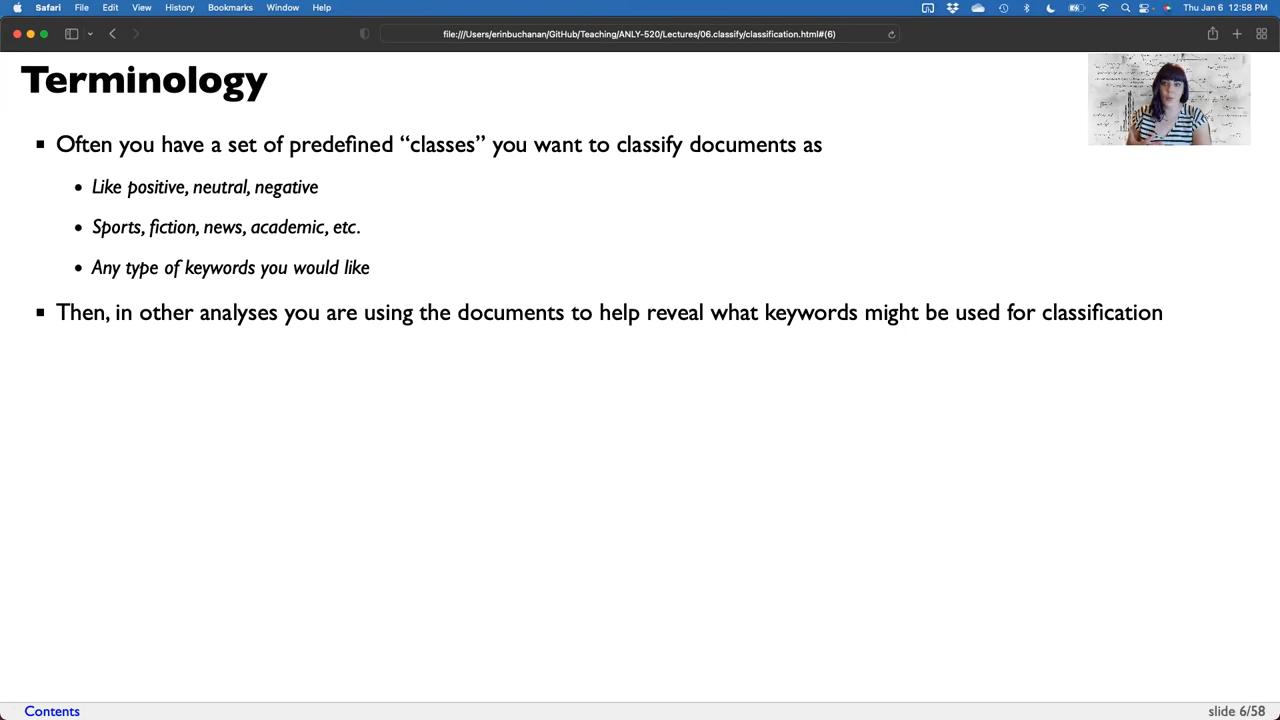 Safari File Edit View History Bookmarks Window Help Thu Jan 6 12:58 PM
file:///Users/erinbuchanan/GitHub/Teaching/ANLY-520/Lectures/06.classify/classification.html#(6)
Terminology
Often you have a set of predefined “classes” you want to classify documents as
Like positive, neutral, negative
Sports, fiction, news, academic, etc.
Any type of keywords you would like
Then, in other analyses you are using the documents to help reveal what keywords might be used for classification
Contents slide 6/58